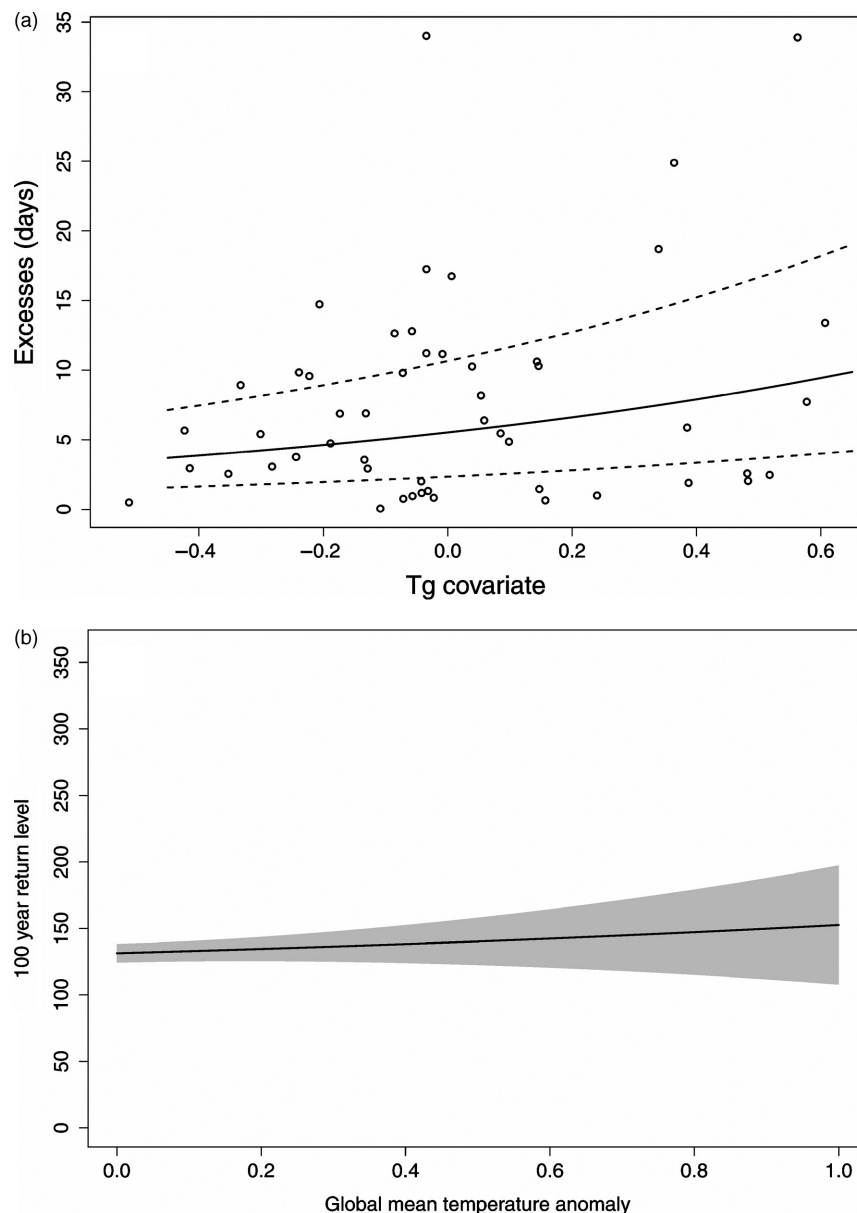 (a)
Excesses (days)
35
30
25
20
15
10
5
0
−0.4 −0.2 0.0 0.2 0.4 0.6
Tg covariate
(b)
100 year return level
350
300
250
200
150
100
50
0
0.0 0.2 0.4 0.6 0.8 1.0
Global mean temperature anomaly